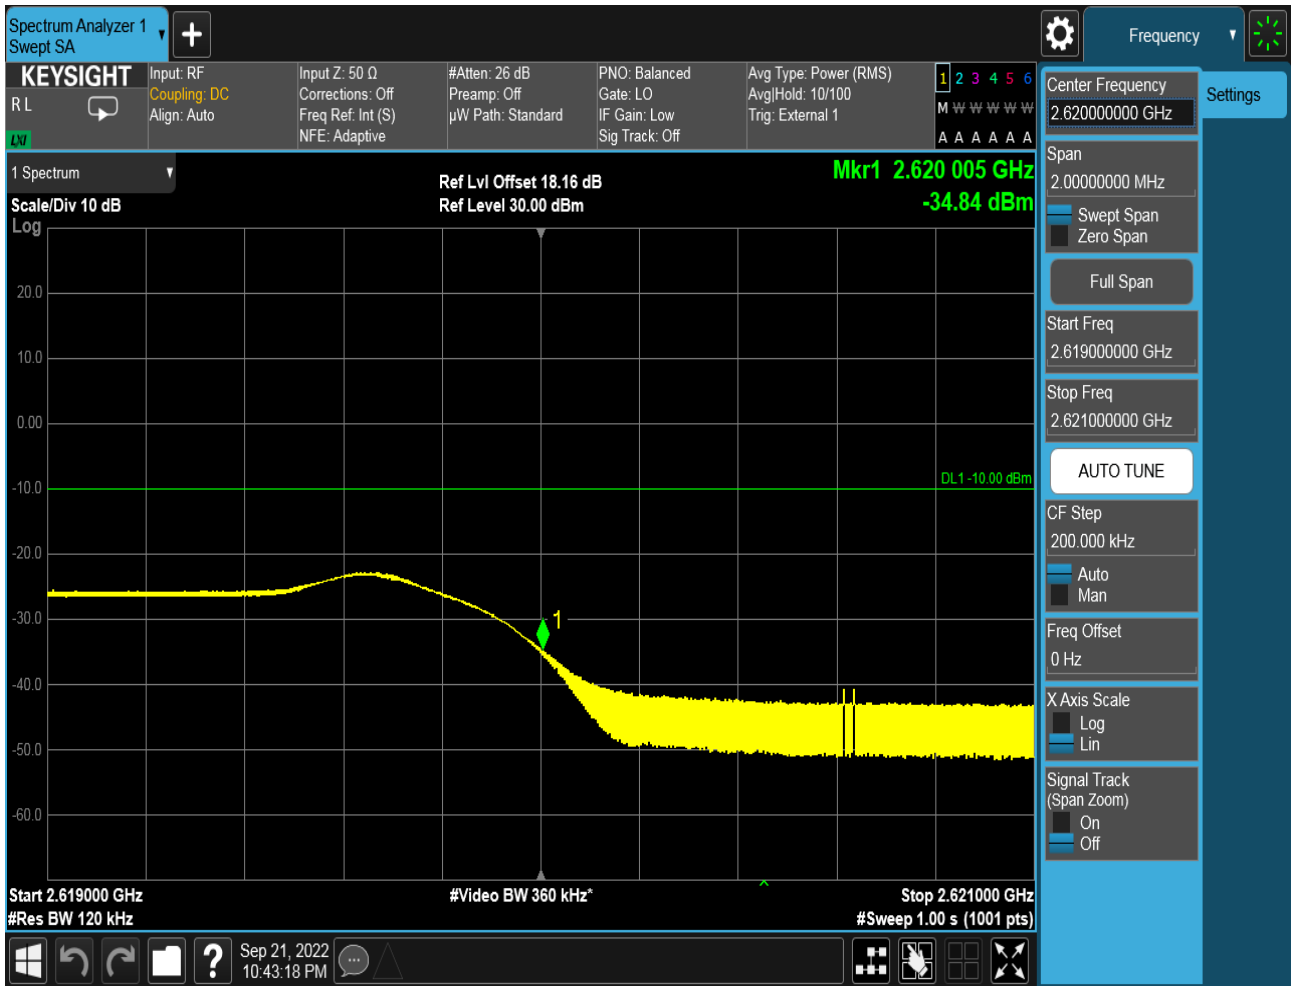 Spectrum Analyzer 1
Swept SA
Frequency
KEYSIGHT
R L
LXI
Input: RF
Coupling: DC
Align: Auto
Input Z: 50 Ω
Corrections: Off
Freq Ref: Int (S)
NFE: Adaptive
#Atten: 26 dB
Preamp: Off
µW Path: Standard
PNO: Balanced
Gate: LO
IF Gain: Low
Sig Track: Off
Avg Type: Power (RMS)
Avg|Hold: 10/100
Trig: External 1
1 2 3 4 5 6
M W W W W W
A A A A A A
1 Spectrum
Scale/Div 10 dB
Log
Ref Lvl Offset 18.16 dB
Ref Level 30.00 dBm
Mkr1 2.620 005 GHz
-34.84 dBm
20.0
10.0
0.00
-10.0
-20.0
-30.0
-40.0
-50.0
-60.0
DL1 -10.00 dBm
1
Start 2.619000 GHz
#Res BW 120 kHz
#Video BW 360 kHz*
Stop 2.621000 GHz
#Sweep 1.00 s (1001 pts)
Center Frequency
2.620000000 GHz
Settings
Span
2.00000000 MHz
Swept Span
Zero Span
Full Span
Start Freq
2.619000000 GHz
Stop Freq
2.621000000 GHz
AUTO TUNE
CF Step
200.000 kHz
Auto
Man
Freq Offset
0 Hz
X Axis Scale
Log
Lin
Signal Track
(Span Zoom)
On
Off
?
Sep 21, 2022
10:43:18 PM